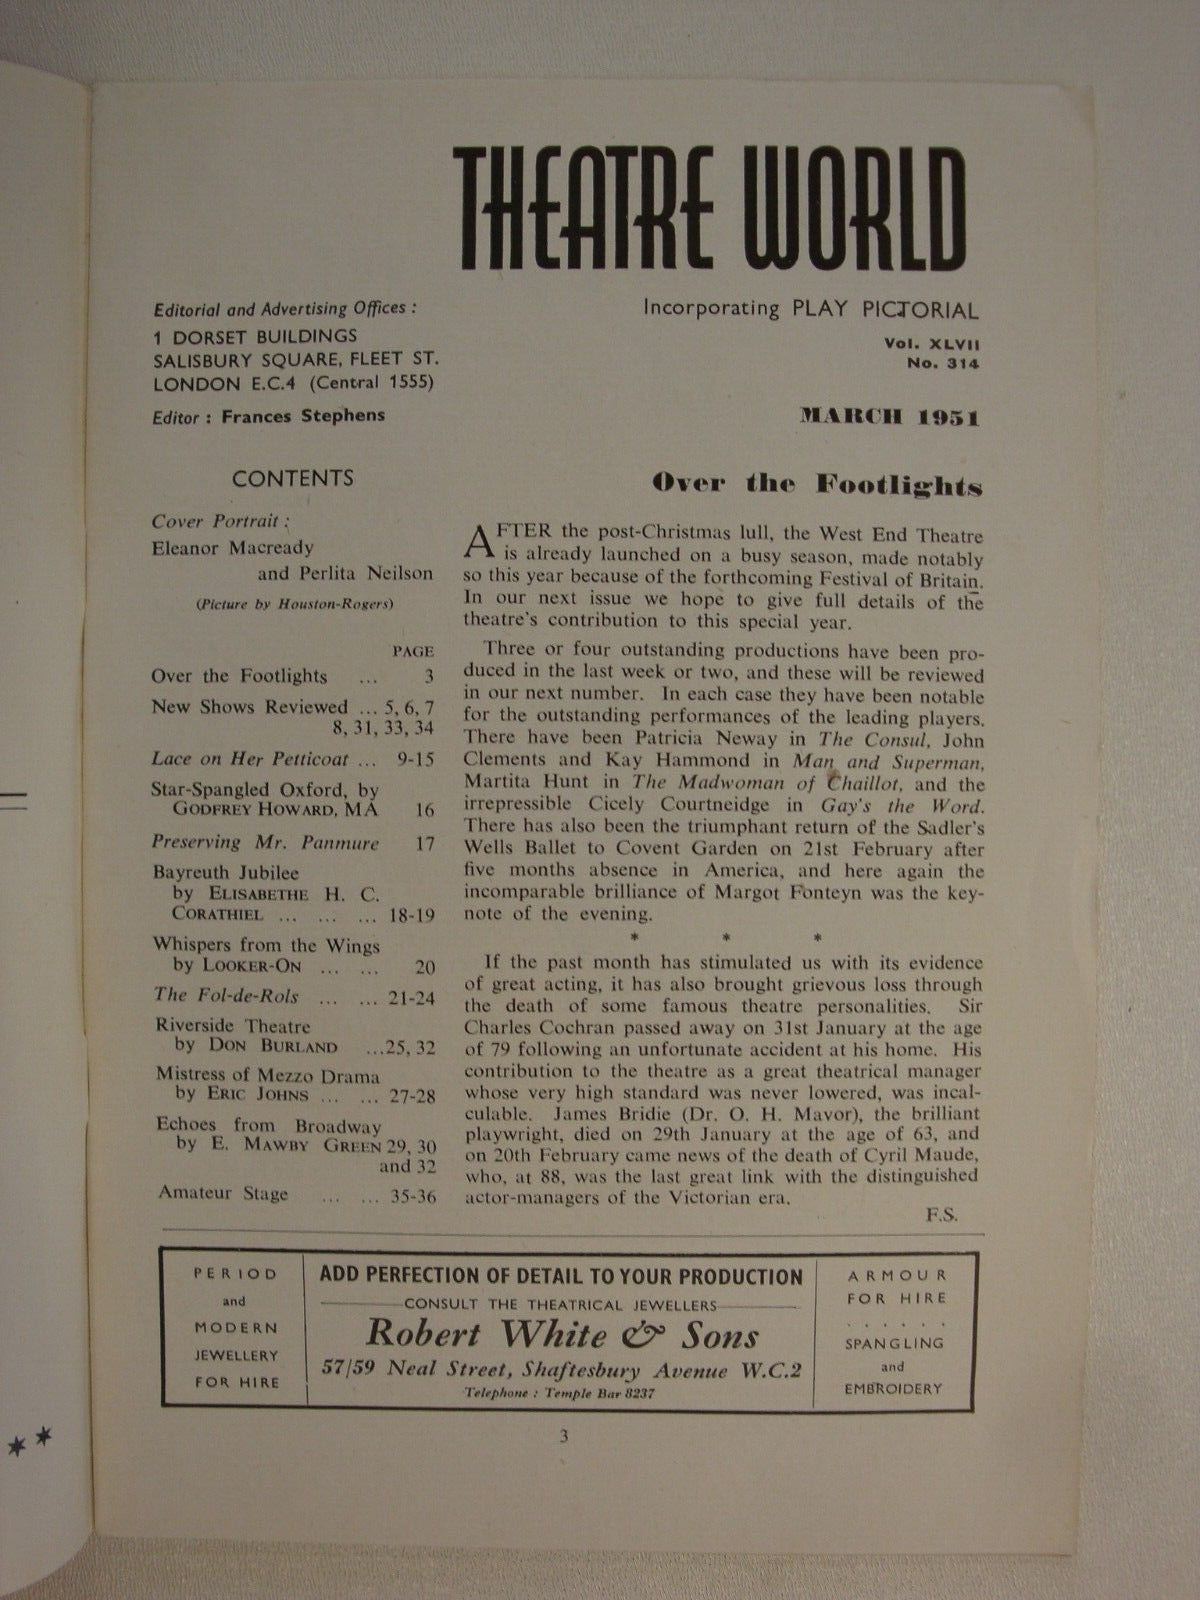 THEATRE WORLD
Editorial and Advertising Offices :
1 DORSET BUILDINGS
SALISBURY SQUARE, FLEET ST.
LONDON E.C.4 (Central 1555)
Editor : Frances Stephens
Incorporating PLAY PICTORIAL
Vol. XLVII
No. 314
MARCH 1951
CONTENTS
Cover Portrait :
Eleanor Macready
and Perlita Neilson
(Picture by Houston-Rogers)
PAGE
Over the Footlights ... 3
New Shows Reviewed ... 5, 6, 7
8, 31, 33, 34
Lace on Her Petticoat ... 9-15
Star-Spangled Oxford, by
GODFREY HOWARD, MA 16
Preserving Mr. Panmure 17
Bayreuth Jubilee
by ELISABETHE H. C.
CORATHIEL ... ... ... 18-19
Whispers from the Wings
by LOOKER-ON ... ... 20
The Fol-de-Rols ... ... 21-24
Riverside Theatre
by DON BURLAND ...25, 32
Mistress of Mezzo Drama
by ERIC JOHNS ... ... 27-28
Echoes from Broadway
by E. MAWBY GREEN 29, 30
and 32
Amateur Stage ... ... 35-36
Over the Footlights
AFTER the post-Christmas lull, the West End Theatre
is already launched on a busy season, made notably
so this year because of the forthcoming Festival of Britain.
In our next issue we hope to give full details of the
theatre's contribution to this special year.
Three or four outstanding productions have been pro-
duced in the last week or two, and these will be reviewed
in our next number. In each case they have been notable
for the outstanding performances of the leading players.
There have been Patricia Neway in The Consul, John
Clements and Kay Hammond in Man and Superman,
Martita Hunt in The Madwoman of Chaillot, and the
irrepressible Cicely Courtneidge in Gay's the Word.
There has also been the triumphant return of the Sadler's
Wells Ballet to Covent Garden on 21st February after
five months absence in America, and here again the
incomparable brilliance of Margot Fonteyn was the key-
note of the evening.
* * *
If the past month has stimulated us with its evidence
of great acting, it has also brought grievous loss through
the death of some famous theatre personalities. Sir
Charles Cochran passed away on 31st January at the age
of 79 following an unfortunate accident at his home. His
contribution to the theatre as a great theatrical manager
whose very high standard was never lowered, was incal-
culable. James Bridie (Dr. O. H. Mavor), the brilliant
playwright, died on 29th January at the age of 63, and
on 20th February came news of the death of Cyril Maude,
who, at 88, was the last great link with the distinguished
actor-managers of the Victorian era.
F.S.
PERIOD
and
MODERN
JEWELLERY
FOR HIRE
ADD PERFECTION OF DETAIL TO YOUR PRODUCTION
CONSULT THE THEATRICAL JEWELLERS
Robert White & Sons
57/59 Neal Street, Shaftesbury Avenue W.C.2
Telephone : Temple Bar 8237
ARMOUR
FOR HIRE
. . . . . .
SPANGLING
and
EMBROIDERY
3